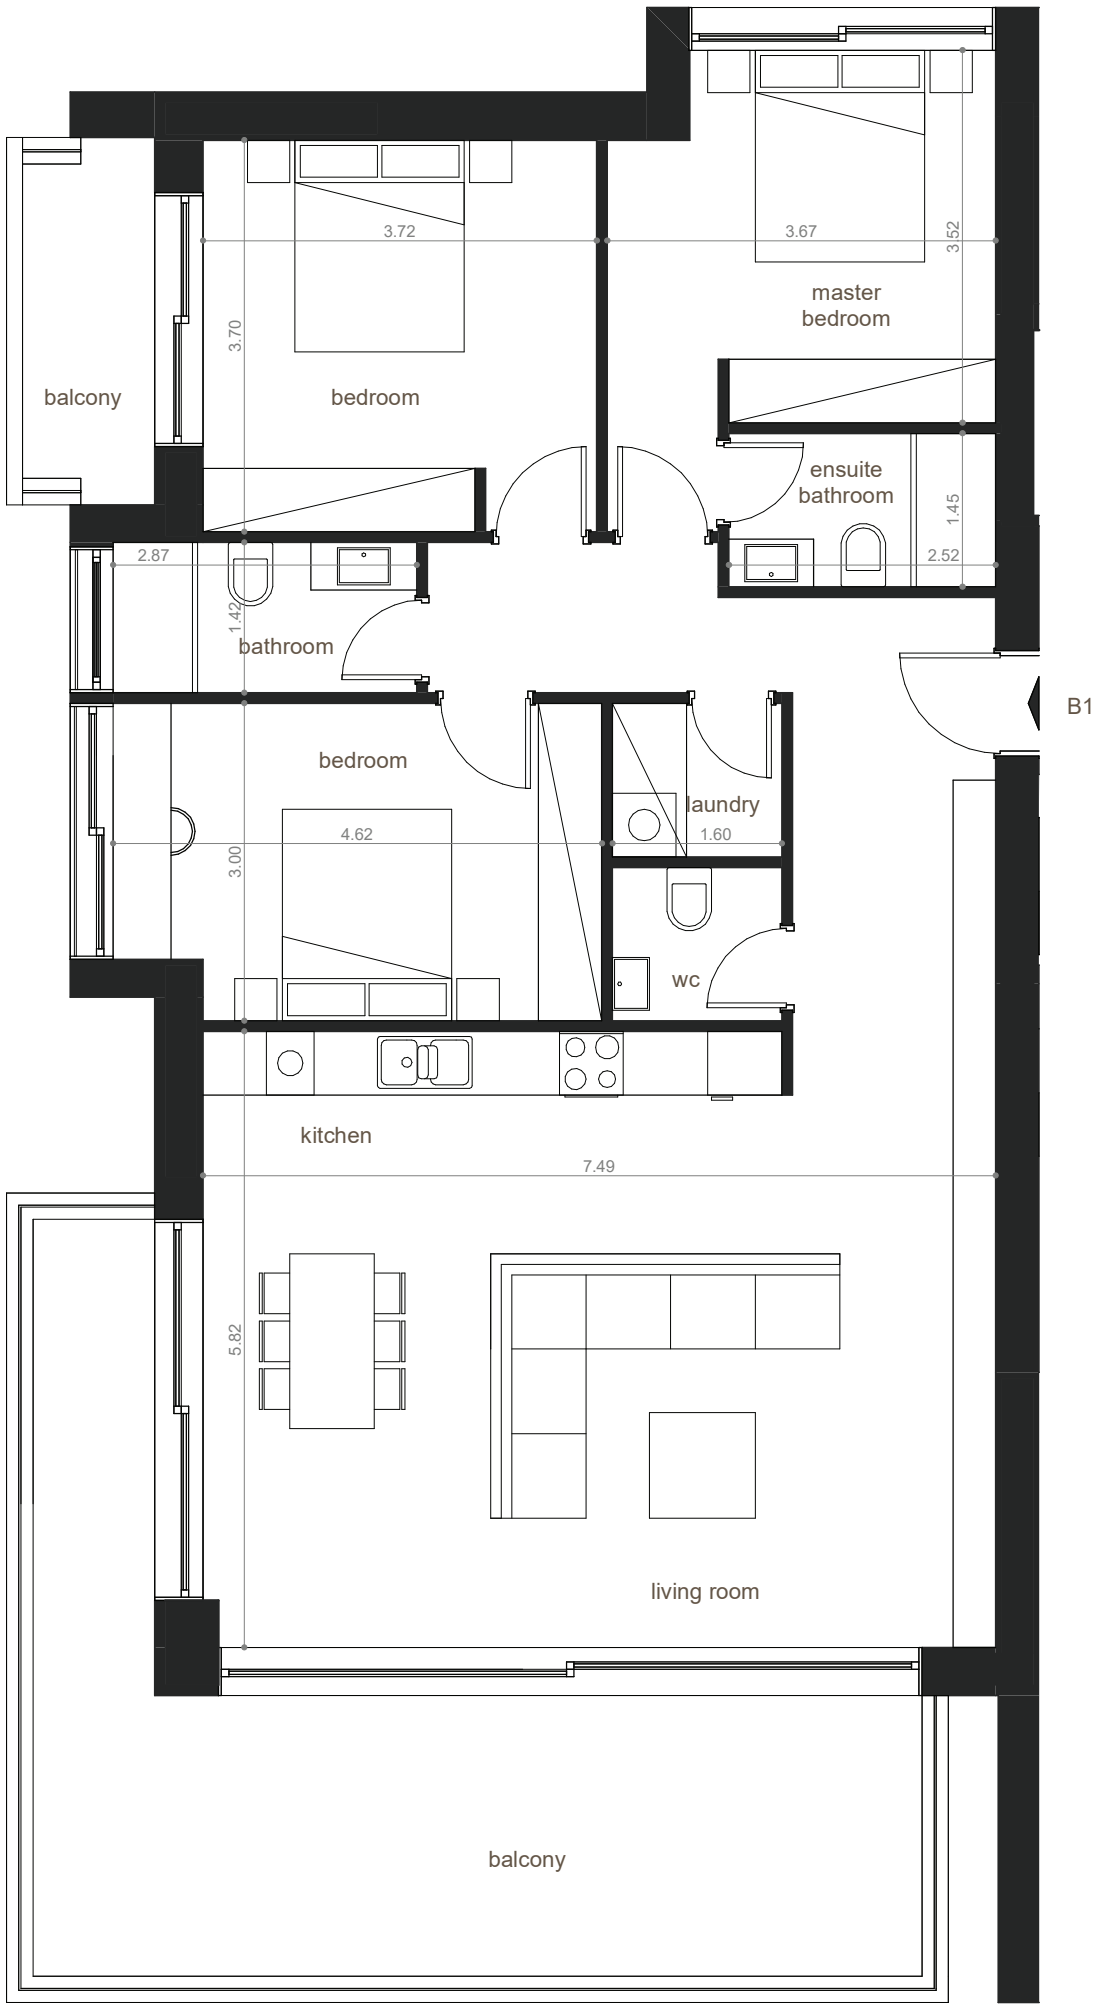 3.72
3.67
3.52
master
bedroom
3.70
balcony
bedroom
ensuite
bathroom
1.45
2.87
2.52
1.42
bathroom
B1
bedroom
laundry
4.62
1.60
3.00
wc
kitchen
7.49
5.82
living room
balcony